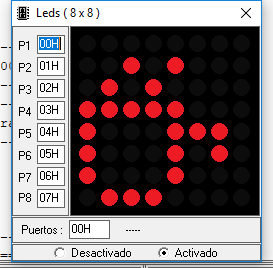 Leds ( 8 x 8 )
P1 00H
P2 01H
P3 02H
P4 03H
P5 04H
P6 05H
P7 06H
P8 07H
Puertos : 00H -----
Desactivado Activado